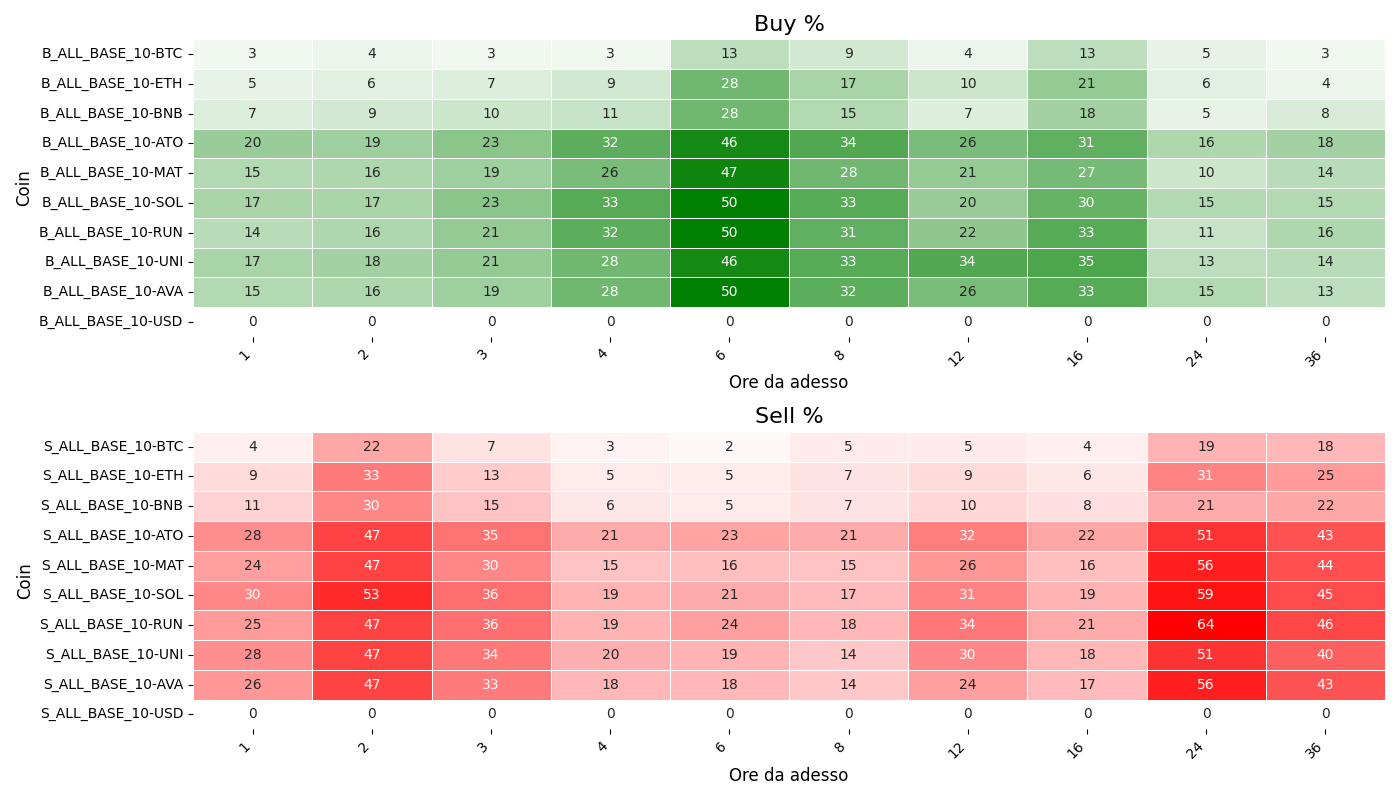 Buy %
Coin
B_ALL_BASE_10-BTC 3 4 3 3 13 9 4 13 5 3
B_ALL_BASE_10-ETH 5 6 7 9 28 17 10 21 6 4
B_ALL_BASE_10-BNB 7 9 10 11 28 15 7 18 5 8
B_ALL_BASE_10-ATO 20 19 23 32 46 34 26 31 16 18
B_ALL_BASE_10-MAT 15 16 19 26 47 28 21 27 10 14
B_ALL_BASE_10-SOL 17 17 23 33 50 33 20 30 15 15
B_ALL_BASE_10-RUN 14 16 21 32 50 31 22 33 11 16
B_ALL_BASE_10-UNI 17 18 21 28 46 33 34 35 13 14
B_ALL_BASE_10-AVA 15 16 19 28 50 32 26 33 15 13
B_ALL_BASE_10-USD 0 0 0 0 0 0 0 0 0 0
1 2 3 4 6 8 12 16 24 36
Ore da adesso
Sell %
Coin
S_ALL_BASE_10-BTC 4 22 7 3 2 5 5 4 19 18
S_ALL_BASE_10-ETH 9 33 13 5 5 7 9 6 31 25
S_ALL_BASE_10-BNB 11 30 15 6 5 7 10 8 21 22
S_ALL_BASE_10-ATO 28 47 35 21 23 21 32 22 51 43
S_ALL_BASE_10-MAT 24 47 30 15 16 15 26 16 56 44
S_ALL_BASE_10-SOL 30 53 36 19 21 17 31 19 59 45
S_ALL_BASE_10-RUN 25 47 36 19 24 18 34 21 64 46
S_ALL_BASE_10-UNI 28 47 34 20 19 14 30 18 51 40
S_ALL_BASE_10-AVA 26 47 33 18 18 14 24 17 56 43
S_ALL_BASE_10-USD 0 0 0 0 0 0 0 0 0 0
1 2 3 4 6 8 12 16 24 36
Ore da adesso